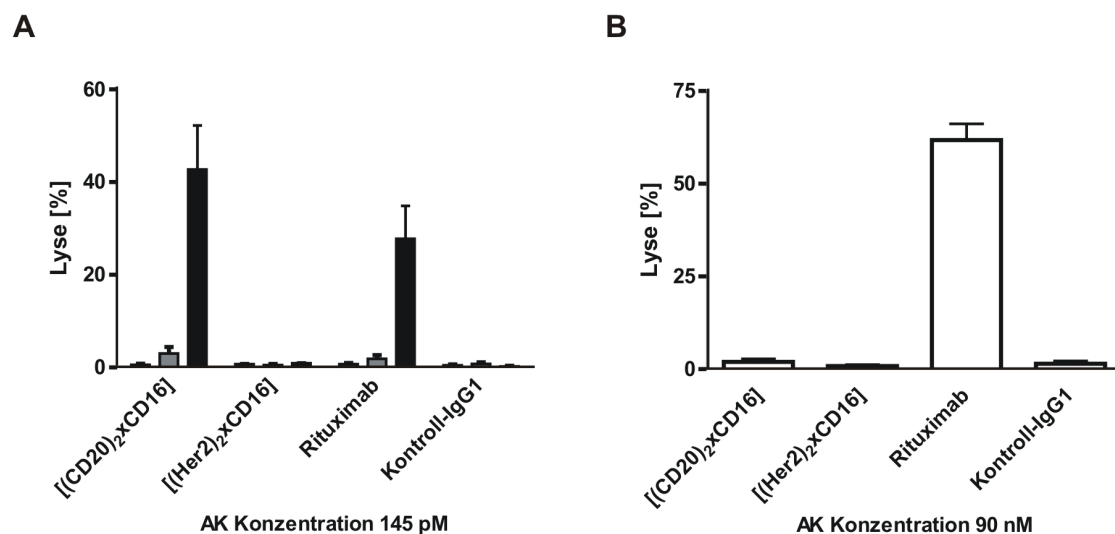 A
60
40
20
0
Lyse [%]
[(CD20)₂xCD16]
[(Her2)₂xCD16]
Rituximab
Kontroll-IgG1
AK Konzentration 145 pM
B
75
50
25
0
Lyse [%]
[(CD20)₂xCD16]
[(Her2)₂xCD16]
Rituximab
Kontroll-IgG1
AK Konzentration 90 nM